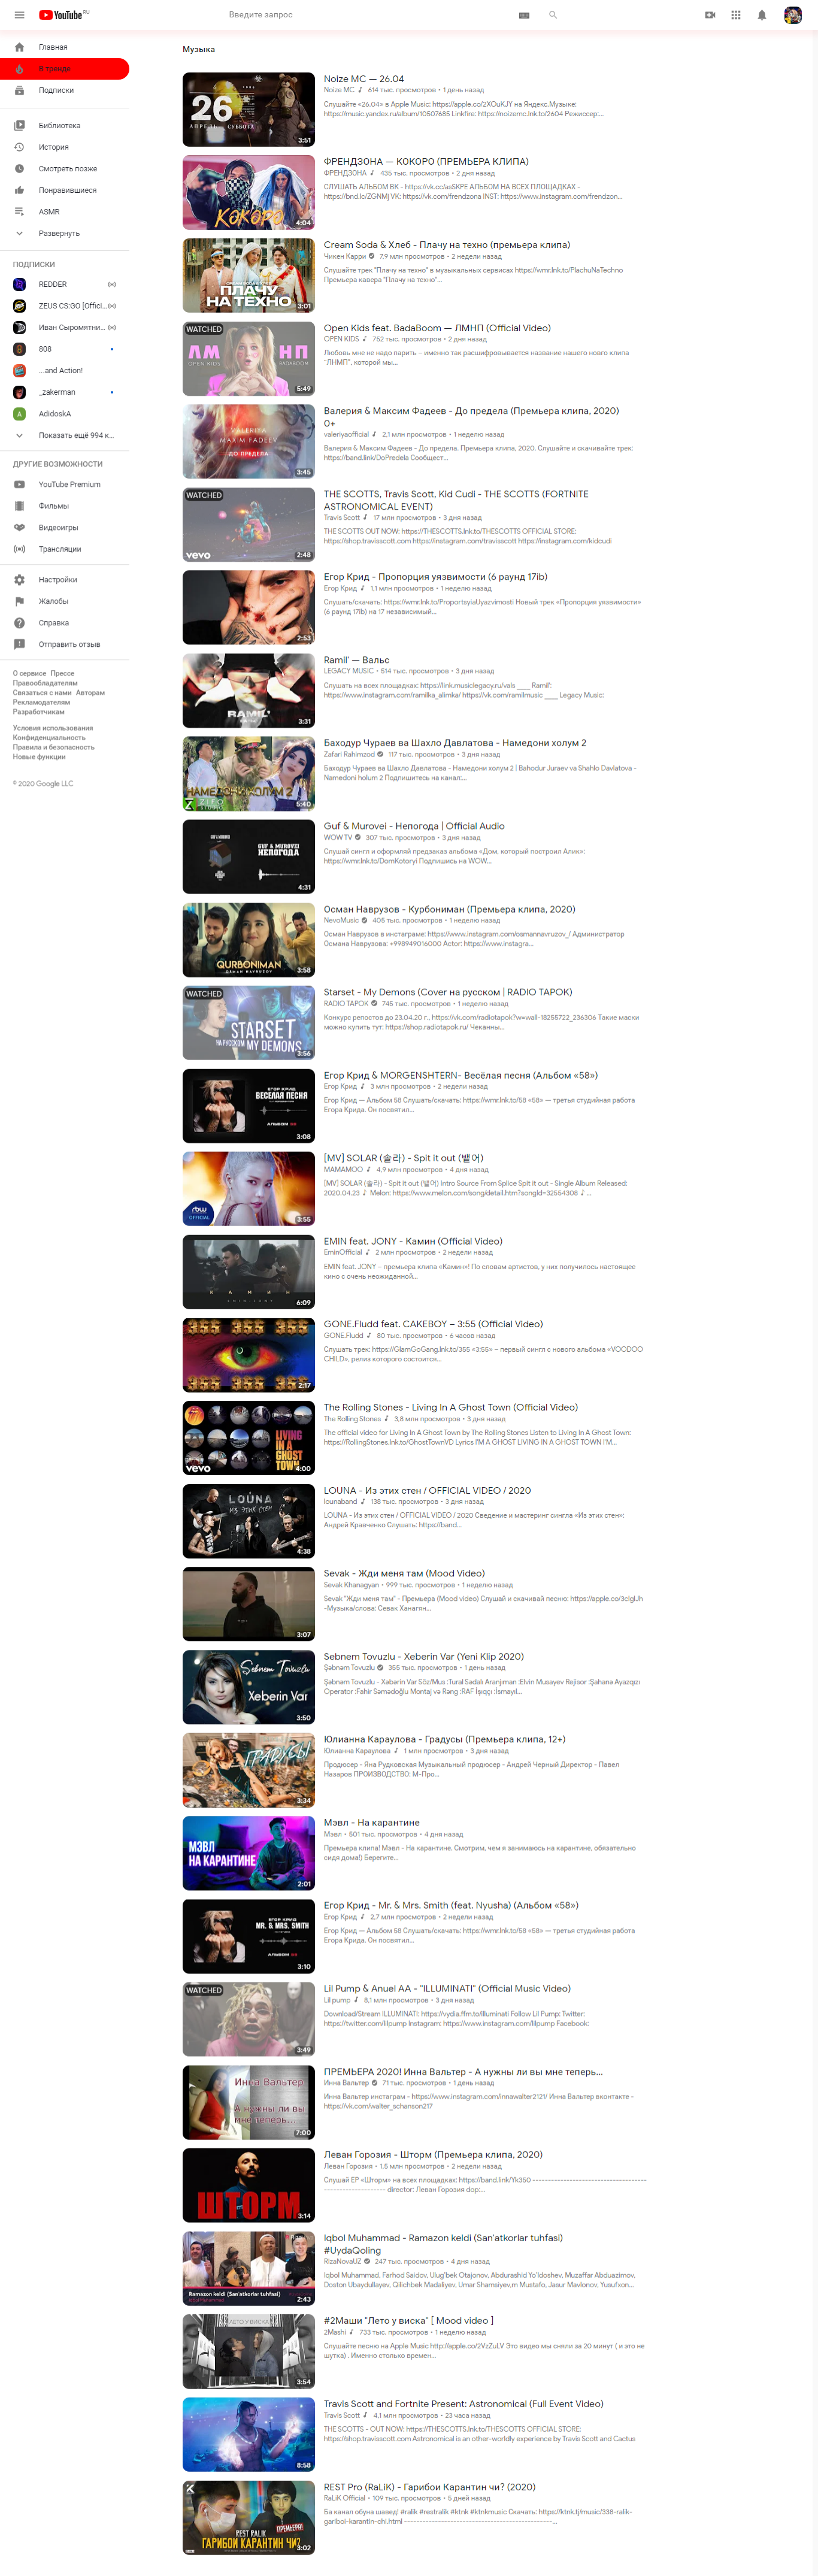 YouTube RU
Введите запрос
Главная
В тренде
Подписки
Библиотека
История
Смотреть позже
Понравившиеся
ASMR
Развернуть
ПОДПИСКИ
REDDER
ZEUS CS:GO [Offici...
Иван Сыромятни...
808
...and Action!
_zakerman
AdidoskA
Показать ещё 994 к...
ДРУГИЕ ВОЗМОЖНОСТИ
YouTube Premium
Фильмы
Видеоигры
Трансляции
Настройки
Жалобы
Справка
Отправить отзыв
О сервисе Прессе
Правообладателям
Связаться с нами Авторам
Рекламодателям
Разработчикам
Условия использования
Конфиденциальность
Правила и безопасность
Новые функции
© 2020 Google LLC
Музыка
26
АПРЕЛЬ СУББОТА
3:51
Noize MC — 26.04
Noize MC 614 тыс. просмотров • 1 день назад
Слушайте «26.04» в Apple Music: https://apple.co/2XOuKJY на Яндекс.Музыке:
https://music.yandex.ru/album/10507685 Linkfire: https://noizemc.lnk.to/2604 Режиссер:...
КОКОРО
4:04
ФРЕНДЗОНА — КОКОРО (ПРЕМЬЕРА КЛИПА)
ФРЕНДЗОНА 435 тыс. просмотров • 2 дня назад
СЛУШАТЬ АЛЬБОМ ВК - https://vk.cc/asSKPE АЛЬБОМ НА ВСЕХ ПЛОЩАДКАХ -
https://bnd.lc/ZGNMj VK: https://vk.com/frendzona INST: https://www.instagram.com/frendzon...
ПЛАЧУ
НА ТЕХНО
3:01
Cream Soda & Хлеб - Плачу на техно (премьера клипа)
Чикен Карри 7,9 млн просмотров • 2 недели назад
Слушайте трек "Плачу на техно" в музыкальных сервисах https://wmr.lnk.to/PlachuNaTechno
Премьера кавера "Плачу на техно"...
WATCHED
ЛМ НП
OPEN KIDS BADABOOM
5:49
Open Kids feat. BadaBoom — ЛМНП (Official Video)
OPEN KIDS 752 тыс. просмотров • 2 дня назад
Любовь мне не надо парить – именно так расшифровывается название нашего новго клипа
"ЛНМП", которой мы...
VALERIYA
MAXIM FADEEV
ДО ПРЕДЕЛА
3:45
Валерия & Максим Фадеев - До предела (Премьера клипа, 2020)
0+
valeriyaofficial 2,1 млн просмотров • 1 неделю назад
Валерия & Максим Фадеев - До предела. Премьера клипа, 2020. Слушайте и скачивайте трек:
https://band.link/DoPredela Сообщест...
WATCHED
vevo
2:48
THE SCOTTS, Travis Scott, Kid Cudi - THE SCOTTS (FORTNITE
ASTRONOMICAL EVENT)
Travis Scott 17 млн просмотров • 3 дня назад
THE SCOTTS OUT NOW: https://THESCOTTS.lnk.to/THESCOTTS OFFICIAL STORE:
https://shop.travisscott.com https://instagram.com/travisscott https://instagram.com/kidcudi
2:53
Егор Крид - Пропорция уязвимости (6 раунд 17ib)
Егор Крид 1,1 млн просмотров • 1 неделю назад
Слушать/скачать: https://wmr.lnk.to/ProportsyiaUyazvimosti Новый трек «Пропорция уязвимости»
(6 раунд 17ib) на 17 независимый...
RAMIL'
3:31
Ramil' — Вальс
LEGACY MUSIC • 514 тыс. просмотров • 3 дня назад
Слушать на всех площадках: https://link.musiclegacy.ru/vals ____ Ramil':
https://www.instagram.com/ramilka_alimka/ https://vk.com/ramilmusic ____ Legacy Music:
НАМЕДОНИ ХОЛУМ 2
5:40
Баходур Чураев ва Шахло Давлатова - Намедони холум 2
Zafari Rahimzod 117 тыс. просмотров • 3 дня назад
Баходур Чураев ва Шахло Давлатова - Намедони холум 2 | Bahodur Juraev va Shahlo Davlatova -
Namedoni holum 2 Подпишитесь на канал:...
GUF & MUROVEI
НЕПОГОДА
4:31
Guf & Murovei - Непогода | Official Audio
WOW TV 307 тыс. просмотров • 3 дня назад
Слушай сингл и оформляй предзаказ альбома «Дом, который построил Алик»:
https://wmr.lnk.to/DomKotoryi Подпишись на WOW...
QURBONIMAN
3:58
Осман Наврузов - Курбониман (Премьера клипа, 2020)
NevoMusic 405 тыс. просмотров • 1 неделю назад
Осман Наврузов в инстаграме: https://www.instagram.com/osmannavruzov_/ Администратор
Османа Наврузова: +998949016000 Actor: https://www.instagra...
WATCHED
STARSET
НА РУССКОМ MY DEMONS
3:56
Starset - My Demons (Cover на русском | RADIO TAPOK)
RADIO TAPOK 745 тыс. просмотров • 1 неделю назад
Конкурс репостов до 23.04.20 г., https://vk.com/radiotapok?w=wall-18255722_236306 Такие маски
можно купить тут: https://shop.radiotapok.ru/ Чеканны...
ЕГОР КРИД
ВЕСЕЛАЯ ПЕСНЯ
АЛЬБОМ 58
3:08
Егор Крид & MORGENSHTERN- Весёлая песня (Альбом «58»)
Егор Крид 3 млн просмотров • 2 недели назад
Егор Крид — Альбом 58 Слушать/скачать: https://wmr.lnk.to/58 «58» — третья студийная работа
Егора Крида. Он посвятил...
rbw
OFFICIAL
3:55
[MV] SOLAR (솔라) - Spit it out (뱉어)
MAMAMOO 4,9 млн просмотров • 4 дня назад
[MV] SOLAR (솔라) - Spit it out (뱉어) Intro Source From Splice Spit it out - Single Album Released:
2020.04.23 ♩ Melon: https://www.melon.com/song/detail.htm?songId=32554308 ♩...
КАМИН
EMIN & JONY
6:09
EMIN feat. JONY - Камин (Official Video)
EminOfficial 2 млн просмотров • 2 недели назад
EMIN feat. JONY – премьера клипа «Камин»! По словам артистов, у них получилось настоящее
кино с очень неожиданной...
2:17
GONE.Fludd feat. CAKEBOY – 3:55 (Official Video)
GONE.Fludd 80 тыс. просмотров • 6 часов назад
Слушать трек: https://GlamGoGang.lnk.to/355 «3:55» – первый сингл с нового альбома «VOODOO
CHILD», релиз которого состоится...
LIVING
IN A
GHOST
TOWN
vevo
4:00
The Rolling Stones - Living In A Ghost Town (Official Video)
The Rolling Stones 3,8 млн просмотров • 3 дня назад
The official video for Living In A Ghost Town by The Rolling Stones Listen to Living In A Ghost Town:
https://RollingStones.lnk.to/GhostTownVD Lyrics I'M A GHOST LIVING IN A GHOST TOWN I'M...
LOUNA
ИЗ ЭТИХ СТЕН
4:38
LOUNA - Из этих стен / OFFICIAL VIDEO / 2020
lounaband 138 тыс. просмотров • 3 дня назад
LOUNA - Из этих стен / OFFICIAL VIDEO / 2020 Сведение и мастеринг сингла «Из этих стен»:
Андрей Кравченко Слушать: https://band...
3:07
Sevak - Жди меня там (Mood Video)
Sevak Khanagyan • 999 тыс. просмотров • 1 неделю назад
Sevak "Жди меня там" - Премьера (Mood video) Слушай и скачивай песню: https://apple.co/3clglJh
-Музыка/слова: Севак Ханагян...
Sebnem Tovuzlu
Xeberin Var
3:50
Sebnem Tovuzlu - Xeberin Var (Yeni Klip 2020)
Şəbnəm Tovuzlu 355 тыс. просмотров • 1 день назад
Şəbnəm Tovuzlu - Xəbərin Var Söz/Mus :Tural Sədalı Aranjiman :Elvin Musayev Rejisor :Şahanə Ayazqızı
Operator :Fahir Səmədoğlu Montaj və Rəng :RAF İşıqçı :İsmayıl...
ГРАДУСЫ
3:34
Юлианна Караулова - Градусы (Премьера клипа, 12+)
Юлианна Караулова 1 млн просмотров • 3 дня назад
Продюсер - Яна Рудковская Музыкальный продюсер - Андрей Черный Директор - Павел
Назаров ПРОИЗВОДСТВО: М-Про...
МЭВЛ
НА КАРАНТИНЕ
2:01
Мэвл - На карантине
Мэвл • 501 тыс. просмотров • 4 дня назад
Премьера клипа! Мэвл - На карантине. Смотрим, чем я занимаюсь на карантине, обязательно
сидя дома!) Берегите...
ЕГОР КРИД
MR. & MRS. SMITH
АЛЬБОМ 58
3:10
Егор Крид - Mr. & Mrs. Smith (feat. Nyusha) (Альбом «58»)
Егор Крид 2,7 млн просмотров • 2 недели назад
Егор Крид — Альбом 58 Слушать/скачать: https://wmr.lnk.to/58 «58» — третья студийная работа
Егора Крида. Он посвятил...
WATCHED
3:49
Lil Pump & Anuel AA - "ILLUMINATI" (Official Music Video)
Lil pump 8,1 млн просмотров • 3 дня назад
Download/Stream ILLUMINATI: https://vydia.ffm.to/illuminati Follow Lil Pump: Twitter:
https://twitter.com/lilpump Instagram: https://www.instagram.com/lilpump Facebook:
Инна Вальтер
А нужны ли вы
мне теперь...
7:00
ПРЕМЬЕРА 2020! Инна Вальтер - А нужны ли вы мне теперь...
Инна Вальтер 71 тыс. просмотров • 1 день назад
Инна Вальтер инстаграм - https://www.instagram.com/innawalter2121/ Инна Вальтер вконтакте -
https://vk.com/walter_schanson217
ШТОРМ
3:14
Леван Горозия - Шторм (Премьера клипа, 2020)
Леван Горозия • 1,5 млн просмотров • 2 недели назад
Слушай EP «Шторм» на всех площадках: https://band.link/Yk350 --------------------------------------
-------------------- director: Леван Горозия dop:...
Ramazon keldi (San'atkorlar tuhfasi)
2:43
Iqbol Muhammad - Ramazon keldi (San'atkorlar tuhfasi)
#UydaQoling
RizaNovaUZ 247 тыс. просмотров • 4 дня назад
Iqbol Muhammad, Farhod Saidov, Ulug'bek Otajonov, Abdurashid Yo'ldoshev, Muzaffar Abduazimov,
Doston Ubaydullayev, Qilichbek Madaliyev, Umar Shamsiyev,m Mustafo, Jasur Mavlonov, Yusufxon...
ЛЕТО У ВИСКА
3:54
#2Маши "Лето у виска" [ Mood video ]
2Mashi 733 тыс. просмотров • 1 неделю назад
Слушайте песню на Apple Music http://apple.co/2VzZuLV Это видео мы сняли за 20 минут ( и это не
шутка) . Именно столько времен...
8:58
Travis Scott and Fortnite Present: Astronomical (Full Event Video)
Travis Scott 4,1 млн просмотров • 23 часа назад
THE SCOTTS - OUT NOW: https://THESCOTTS.lnk.to/THESCOTTS OFFICIAL STORE:
https://shop.travisscott.com Astronomical is an other-worldly experience by Travis Scott and Cactus
REST RALIK ПРЕМЬЕРА!
ГАРИБОИ КАРАНТИН ЧИ?
3:02
REST Pro (RaLiK) - Гарибои Карантин чи? (2020)
RaLiK Official • 109 тыс. просмотров • 5 дней назад
Ба канал обуна шавед! #ralik #restralik #ktnk #ktnkmusic Скачать: https://ktnk.tj/music/338-ralik-
gariboi-karantin-chi.html --------------------------------------------------...